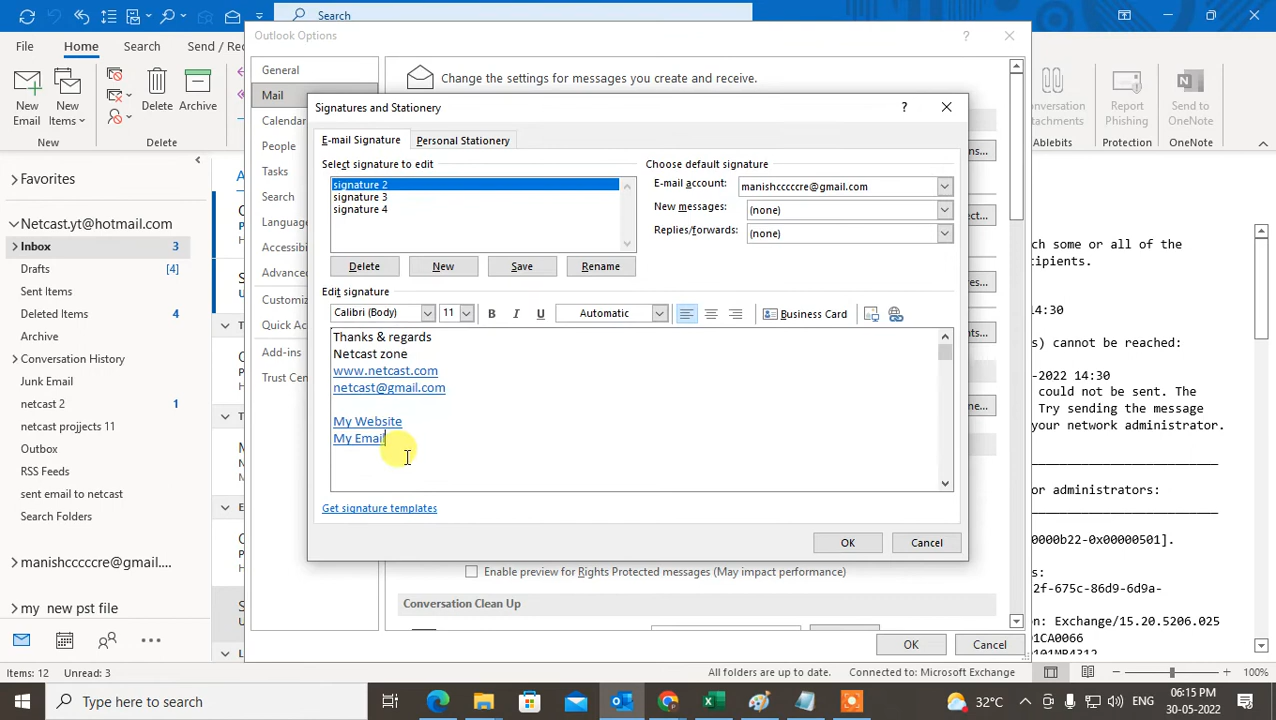 Search
Outlook Options
?
File
Home
Search
Send / Rec
New Email
New Items
Delete
Archive
New
Delete
Conversation
Attachments
Report Phishing
Send to OneNote
Ablebits
Protection
OneNote
Favorites
Netcast.yt@hotmail.com
Inbox 3
Drafts [4]
Sent Items
Deleted Items 4
Archive
Conversation History
Junk Email
netcast 2 1
netcast projjects 11
Outbox
RSS Feeds
sent email to netcast
Search Folders
manishcccccre@gmail....
my new pst file
General
Mail
Calendar
People
Tasks
Search
Language
Accessibi
Advanced
Customiz
Quick Ac
Add-ins
Trust Cen
Change the settings for messages you create and receive.
Signatures and Stationery
?
E-mail Signature
Personal Stationery
Select signature to edit
signature 2
signature 3
signature 4
Choose default signature
E-mail account: manishcccccre@gmail.com
New messages: (none)
Replies/forwards: (none)
Delete
New
Save
Rename
Edit signature
Calibri (Body)
11
B
I
U
Automatic
Business Card
Thanks & regards
Netcast zone
www.netcast.com
netcast@gmail.com
My Website
My Email
Get signature templates
OK
Cancel
Enable preview for Rights Protected messages (May impact performance)
Conversation Clean Up
OK
Cancel
ch some or all of the
cipients.
14:30
s) cannot be reached:
-2022 14:30
could not be sent. The
Try sending the message
your network administrator.
or administrators:
0000b22-0x00000501].
s:
2f-675c-86d9-6d9a-
on: Exchange/15.20.5206.025
Items: 12
Unread: 3
All folders are up to date.
Connected to: Microsoft Exchange
100%
Type here to search
32°C
ENG
06:15 PM
30-05-2022